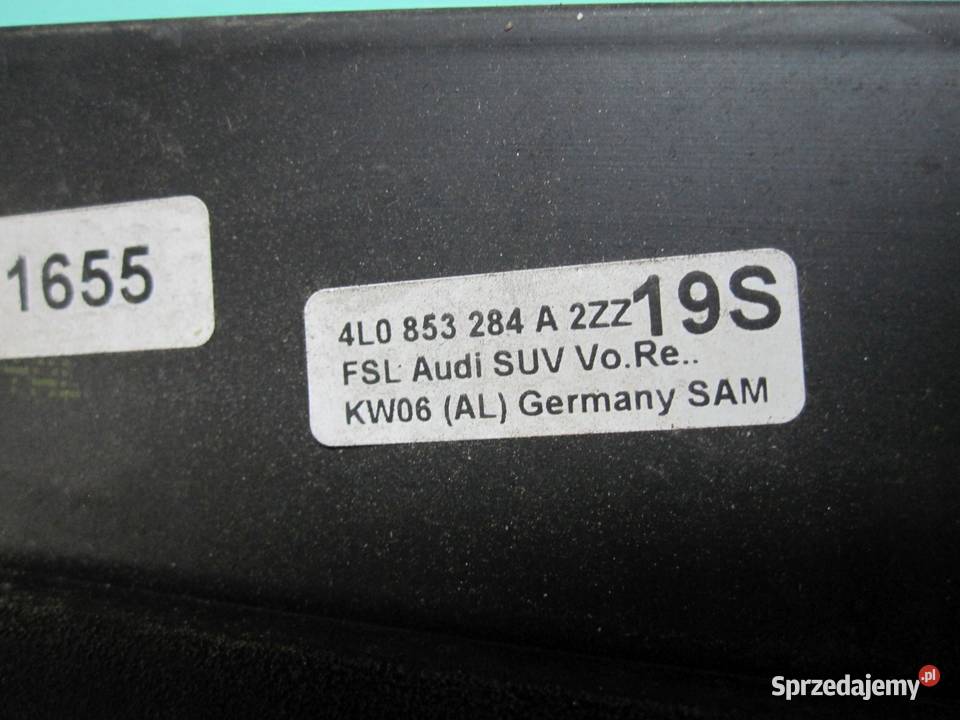 1655
4L0 853 284 A 2ZZ 19S
FSL Audi SUV Vo.Re..
KW06 (AL) Germany SAM
Sprzedajemy.pl